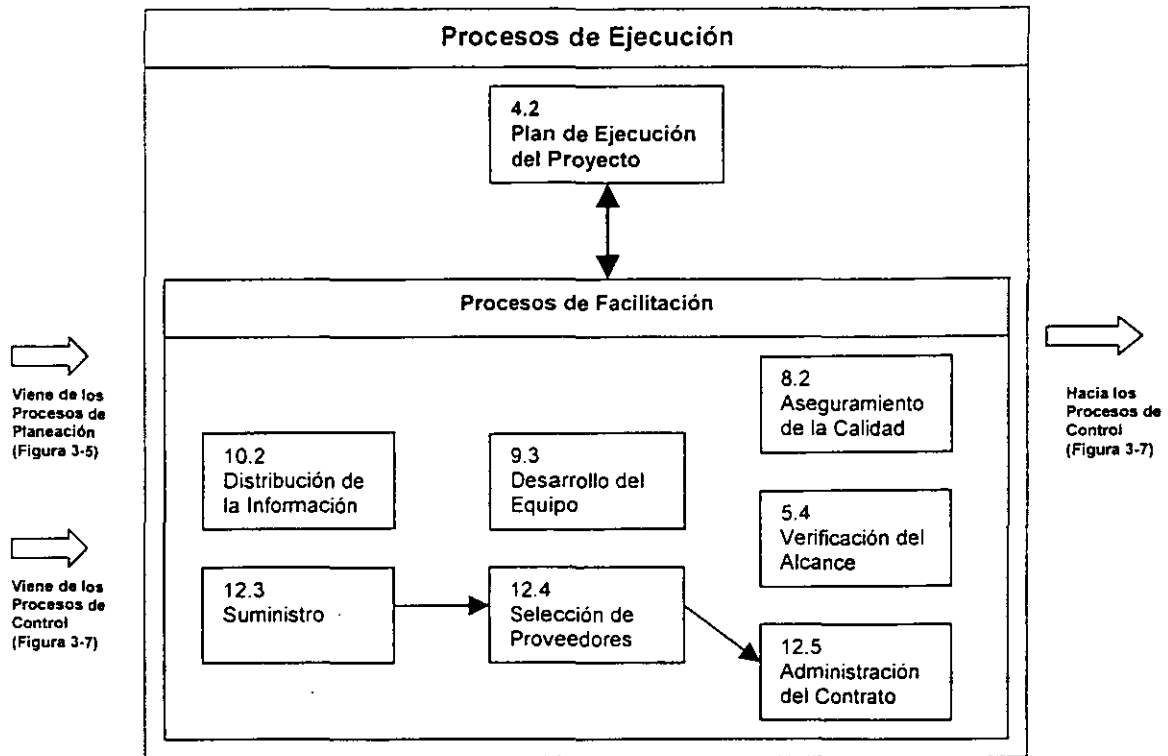 Procesos de Ejecución
4.2
Plan de Ejecución
del Proyecto
Procesos de Facilitación
Viene de los
Procesos de
Planeación
(Figura 3-5)
Viene de los
Procesos de
Control
(Figura 3-7)
10.2
Distribución de
la Información
9.3
Desarrollo del
Equipo
8.2
Aseguramiento
de la Calidad
5.4
Verificación del
Alcance
12.3
Suministro
12.4
Selección de
Proveedores
12.5
Administración
del Contrato
Hacia los
Procesos de
Control
(Figura 3-7)